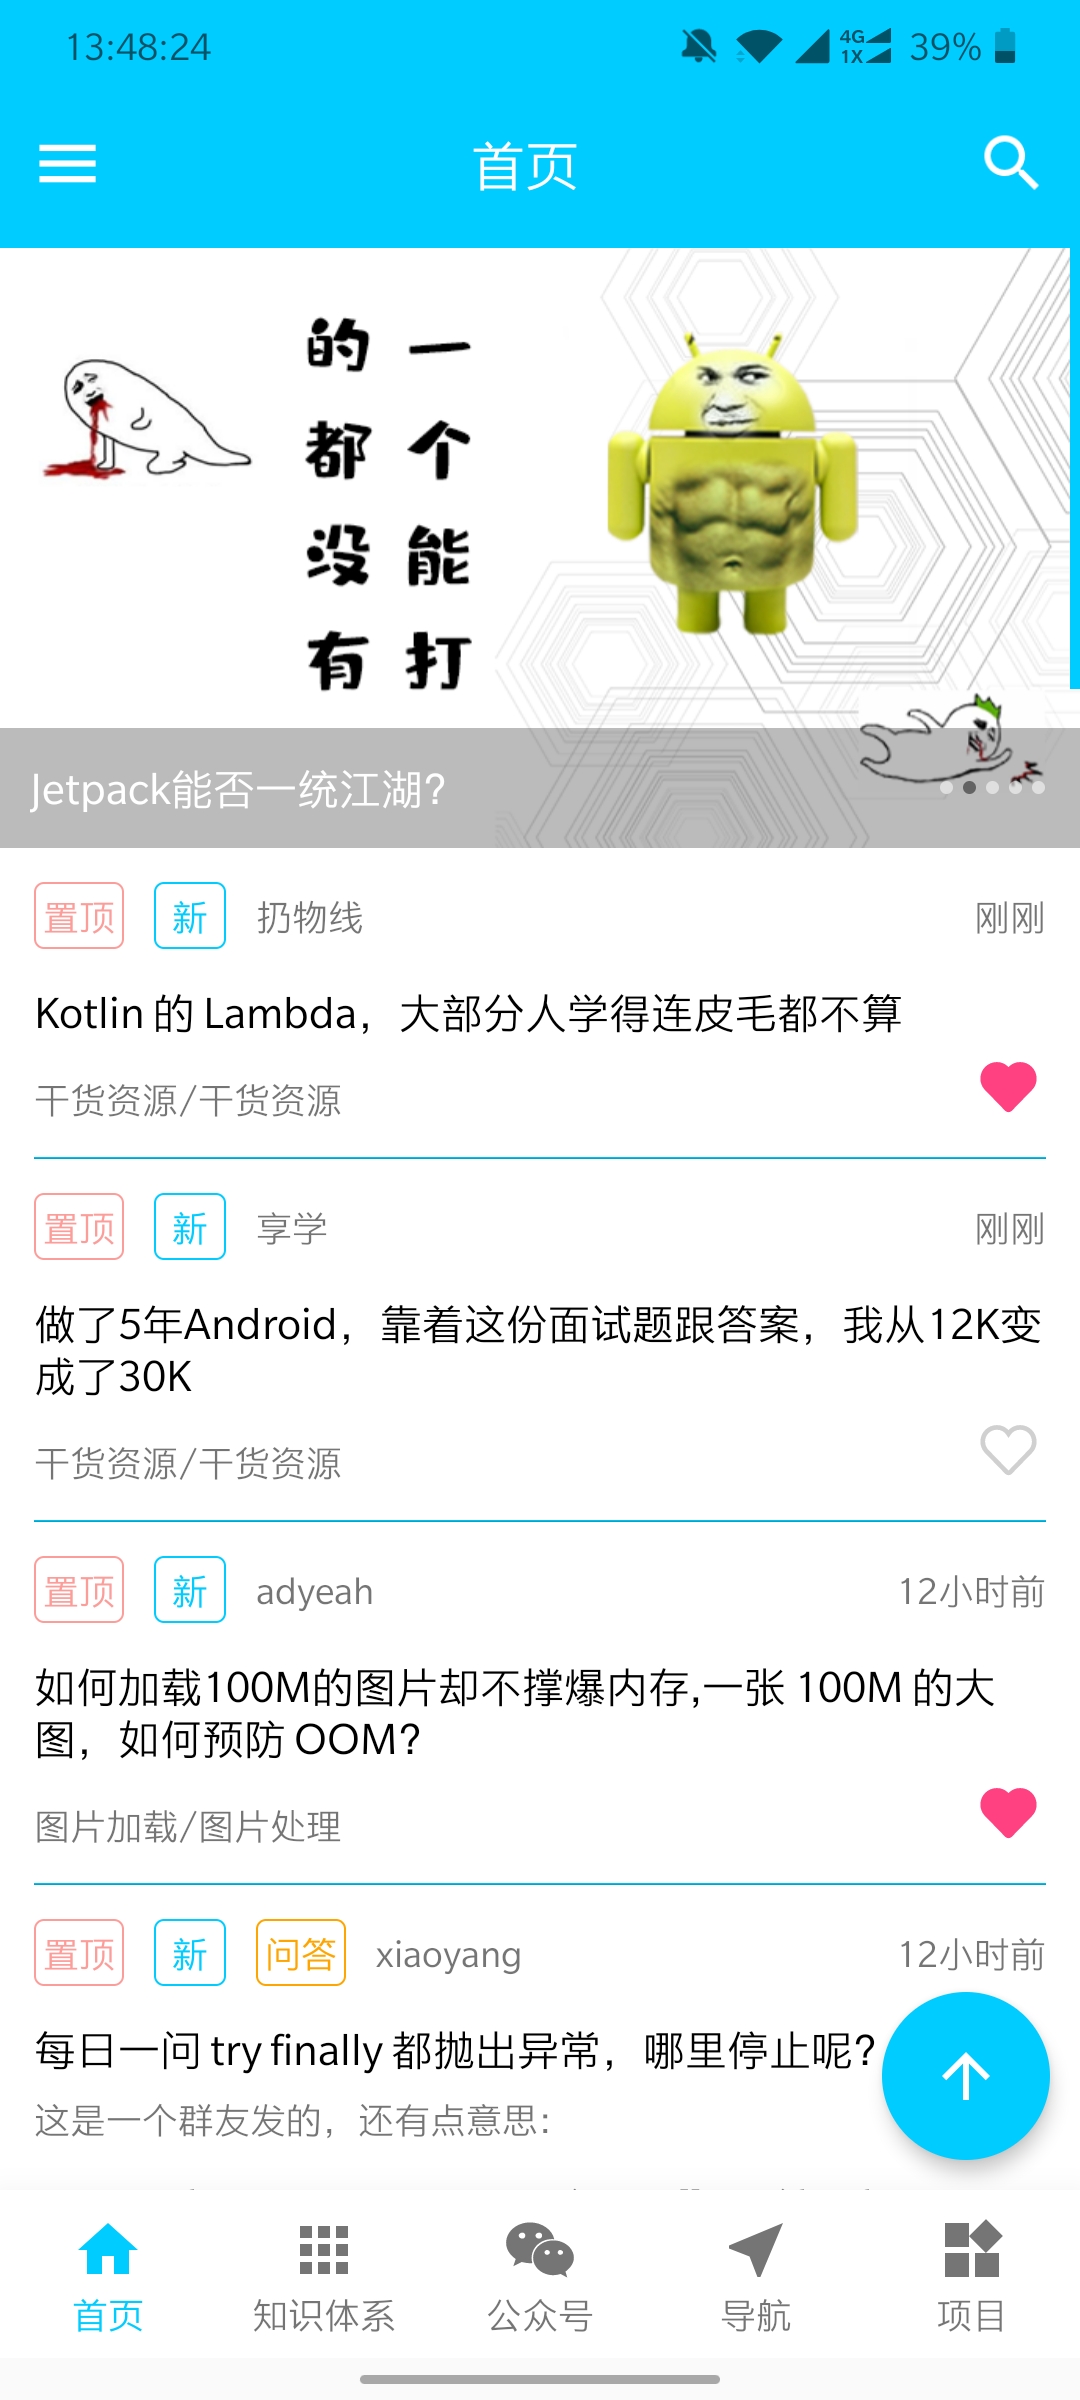 13:48:24
4G
1X
39%
首页
一个能打
的都没有
Jetpack能否一统江湖?
置顶 新 扔物线 刚刚
Kotlin 的 Lambda，大部分人学得连皮毛都不算
干货资源/干货资源
置顶 新 享学 刚刚
做了5年Android，靠着这份面试题跟答案，我从12K变
成了30K
干货资源/干货资源
置顶 新 adyeah 12小时前
如何加载100M的图片却不撑爆内存,一张 100M 的大
图，如何预防 OOM?
图片加载/图片处理
置顶 新 问答 xiaoyang 12小时前
每日一问 try finally 都抛出异常，哪里停止呢?
这是一个群友发的，还有点意思:
首页 知识体系 公众号 导航 项目